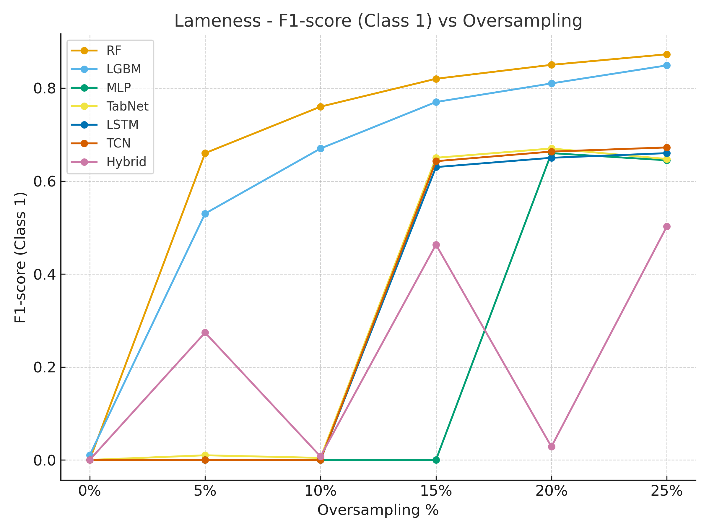 Lameness - F1-score (Class 1) vs Oversampling
RF
LGBM
MLP
TabNet
LSTM
TCN
Hybrid
F1-score (Class 1)
0.8
0.6
0.4
0.2
0.0
0% 5% 10% 15% 20% 25%
Oversampling %